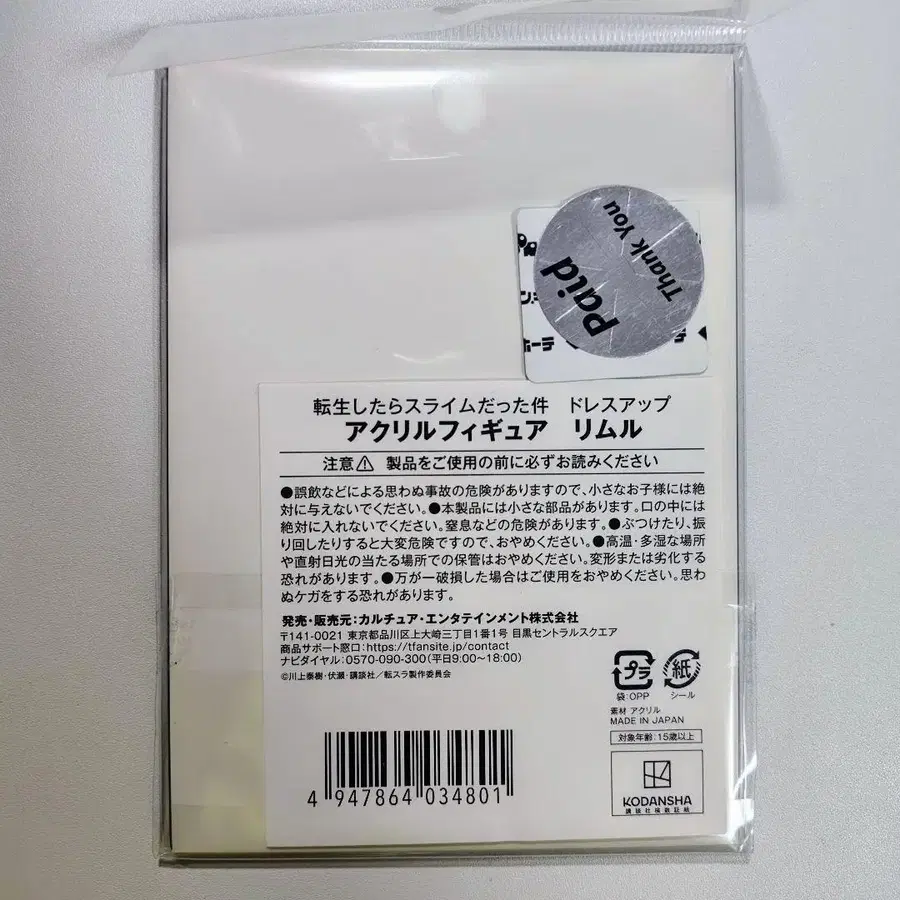 Paid
Thank You
ホーテ
転生したらスライムだった件　ドレスアップ
アクリルフィギュア　リムル
注意⚠ 製品をご使用の前に必ずお読みください
●誤飲などによる思わぬ事故の危険がありますので、小さなお子様には絶
対に与えないでください。●本製品には小さな部品があります。口の中には
絶対に入れないでください。窒息などの危険があります。●ぶつけたり、振
り回したりすると大変危険ですので、おやめください。●高温・多湿な場所
や直射日光の当たる場所での保管はおやめください。変形または劣化する
恐れがあります。●万が一破損した場合はご使用をおやめください。思わ
ぬケガをする恐れがあります。
発売・販売元：カルチュア・エンタテインメント株式会社
〒141-0021 東京都品川区上大崎三丁目1番1号 目黒セントラルスクエア
商品サポート窓口：https://tfansite.jp/contact
ナビダイヤル：0570-090-300（平日9:00～18:00）
©川上泰樹・伏瀬・講談社／転スラ製作委員会
プラ
袋：OPP
紙
シール
素材 アクリル
MADE IN JAPAN
対象年齢：15歳以上
KODANSHA
講談社検数証紙
4 947864 034801